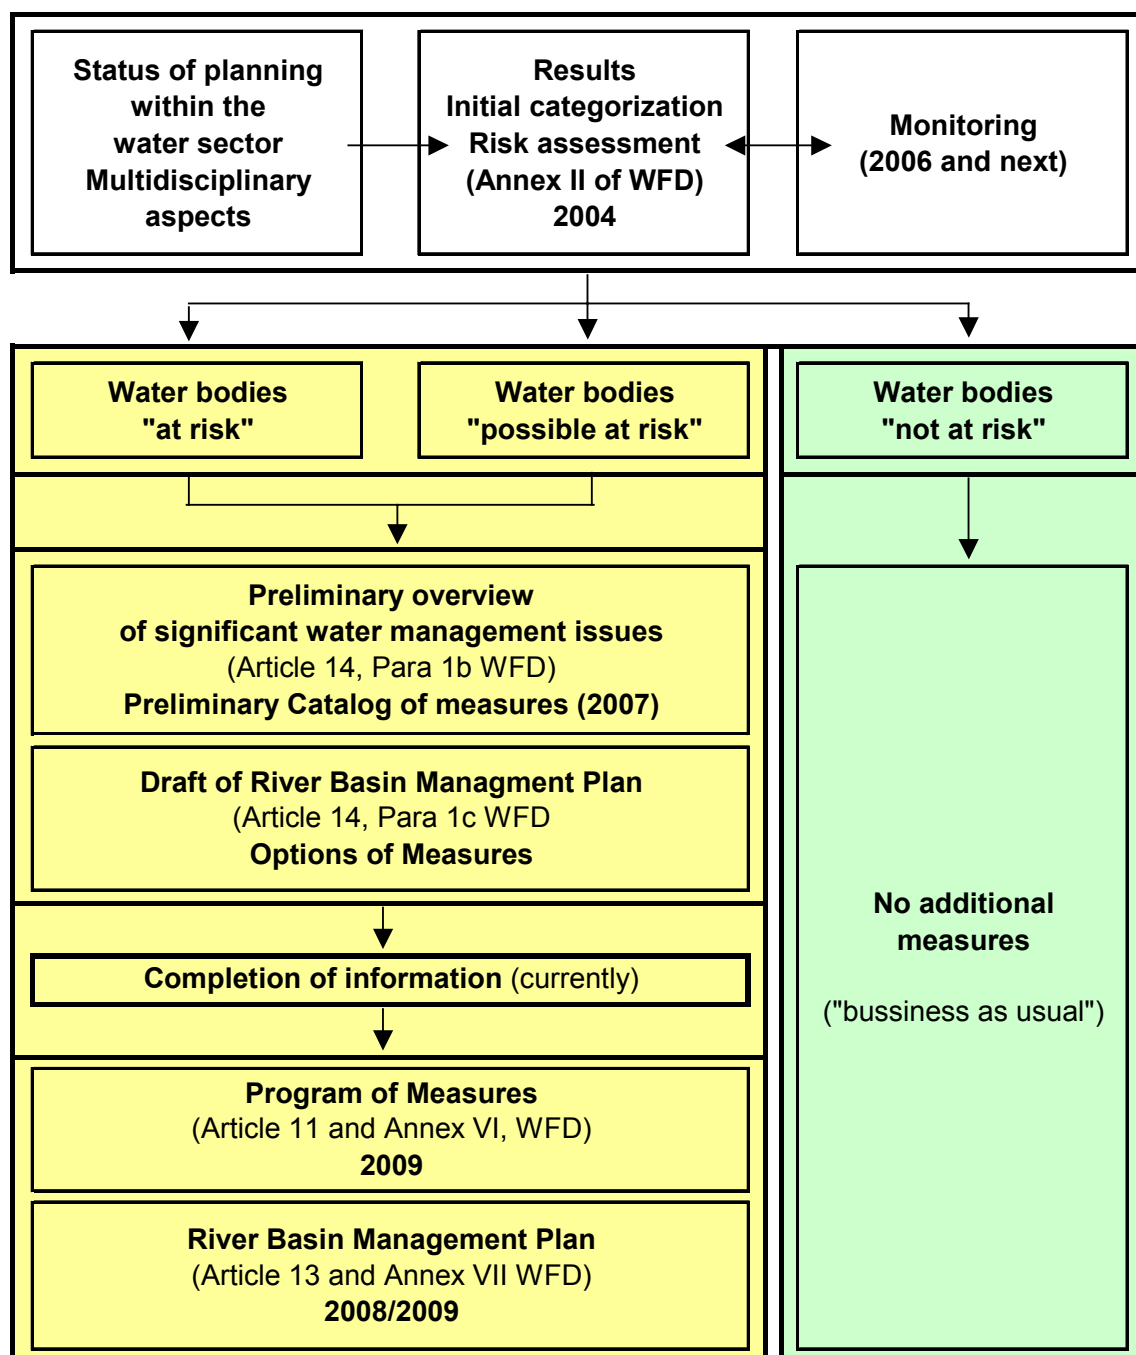 Status of planning
within the
water sector
Multidisciplinary
aspects
Results
Initial categorization
Risk assessment
(Annex II of WFD)
2004
Monitoring
(2006 and next)
Water bodies
"at risk"
Water bodies
"possible at risk"
Water bodies
"not at risk"
Preliminary overview
of significant water management issues
(Article 14, Para 1b WFD)
Preliminary Catalog of measures (2007)
Draft of River Basin Managment Plan
(Article 14, Para 1c WFD
Options of Measures
Completion of information (currently)
Program of Measures
(Article 11 and Annex VI, WFD)
2009
River Basin Management Plan
(Article 13 and Annex VII WFD)
2008/2009
No additional
measures
("bussiness as usual")